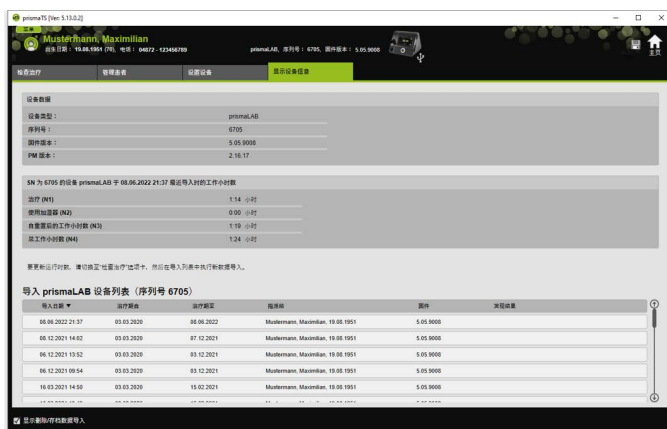 prismaTS [Ver. 5.13.0.2]
Mustermann, Maximilian
出生日期： 19.08.1951 (70), 电话： 04872 - 123456789
prismaLAB, 序列号： 6705, 固件版本： 5.05.9008
主页
检查治疗 管理患者 设置设备 显示设备信息
设备数据
设备类型： prismaLAB
序列号： 6705
固件版本： 5.05.9008
PM 版本： 2.16.17
SN 为 6705 的设备 prismaLAB 于 08.06.2022 21:37 最近导入时的工作小时数
治疗 (N1) 1:14 小时
使用加湿器 (N2) 0:00 小时
自重置后的工作小时数 (N3) 1:19 小时
总工作小时数 (N4) 1:24 小时
要更新运行时数，请切换至“检查治疗”选项卡，然后在导入列表中执行新数据导入。
导入 prismaLAB 设备列表（序列号 6705）
导入日期 ▼ 治疗期自 治疗期至 指派给 固件 发现结果
08.06.2022 21:37 03.03.2020 08.06.2022 Mustermann, Maximilian, 19.08.1951 5.05.9008
08.12.2021 14:02 03.03.2020 07.12.2021 Mustermann, Maximilian, 19.08.1951 5.05.9008
06.12.2021 13:52 03.03.2020 03.12.2021 Mustermann, Maximilian, 19.08.1951 5.05.9008
06.12.2021 09:54 03.03.2020 03.12.2021 Mustermann, Maximilian, 19.08.1951 5.05.9008
16.03.2021 14:50 03.03.2020 15.02.2021 Mustermann, Maximilian, 19.08.1951 5.05.9008
显示删除/存档数据导入